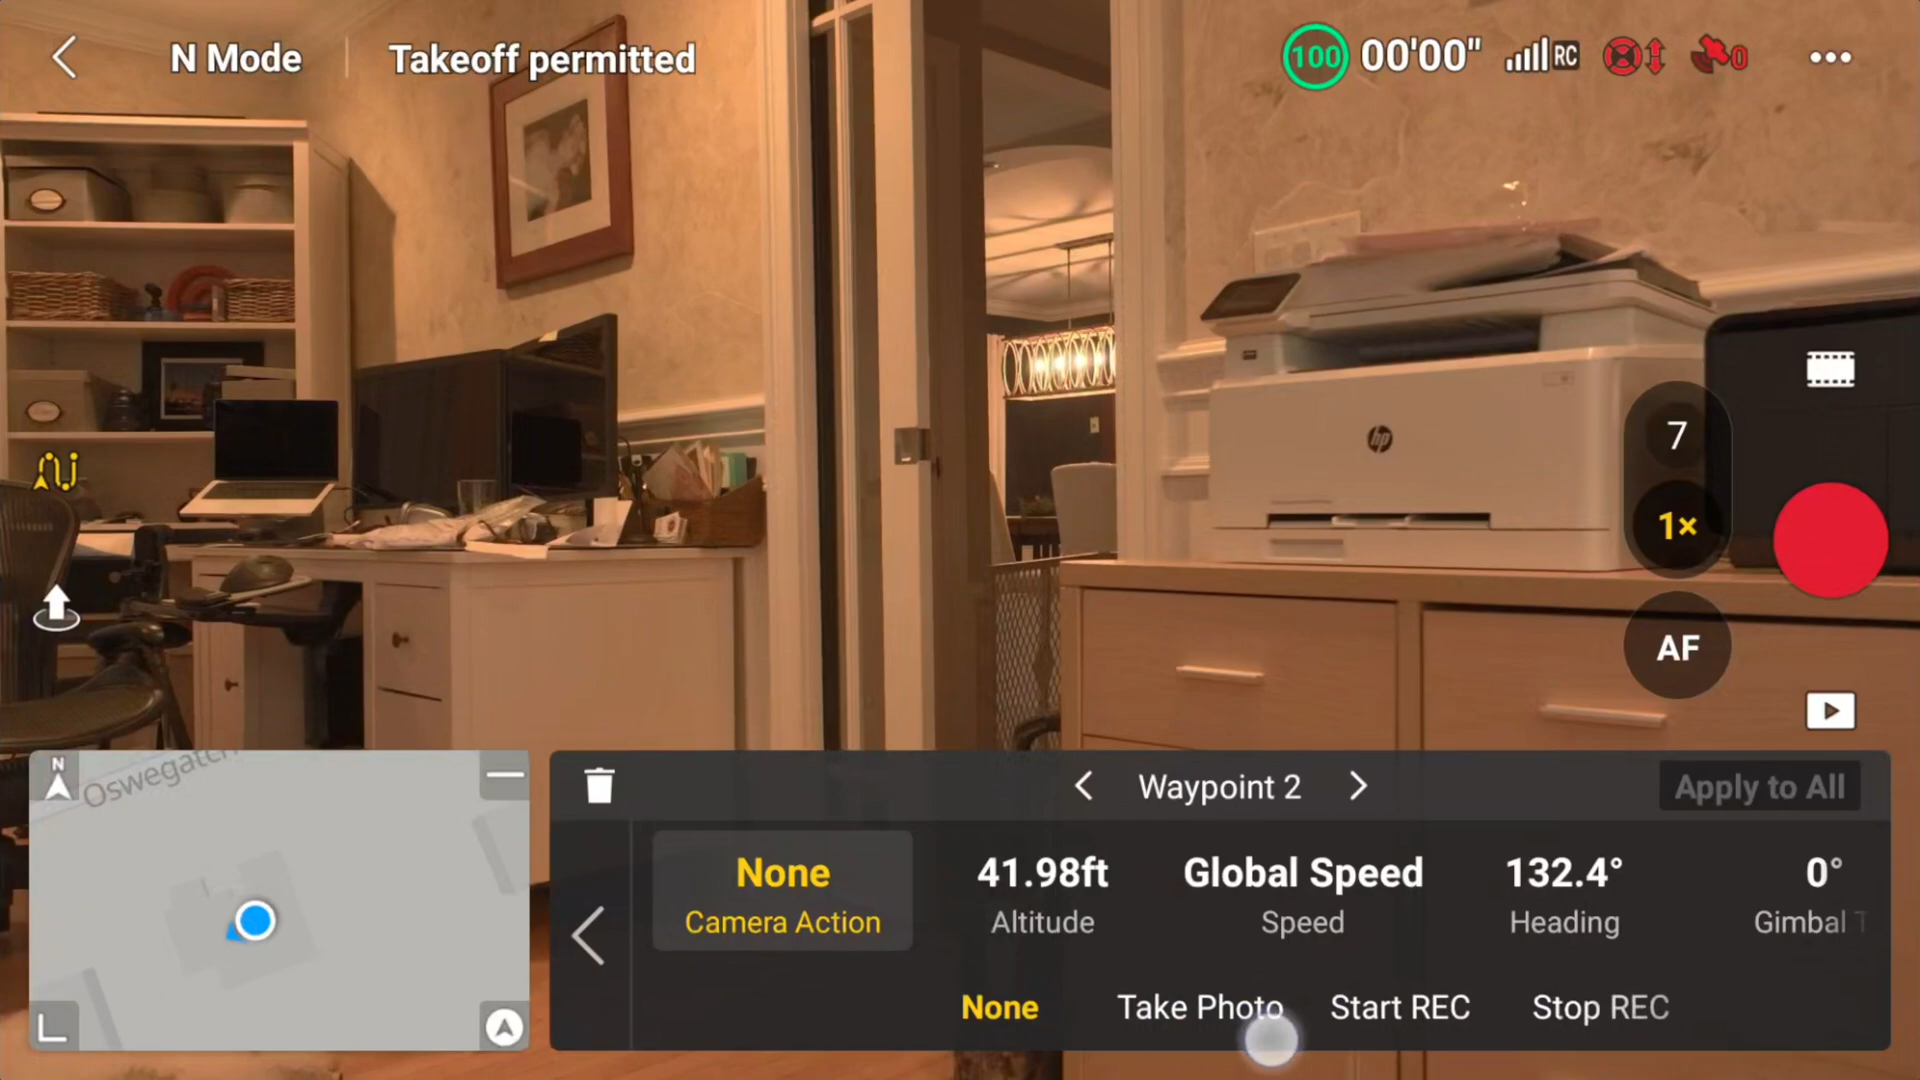 N Mode
Takeoff permitted
100
00'00"
RC
0
hp
7
1×
AF
N
Waypoint 2
Apply to All
None
Camera Action
41.98ft
Altitude
Global Speed
Speed
132.4°
Heading
0°
Gimbal T
None
Take Photo
Start REC
Stop REC